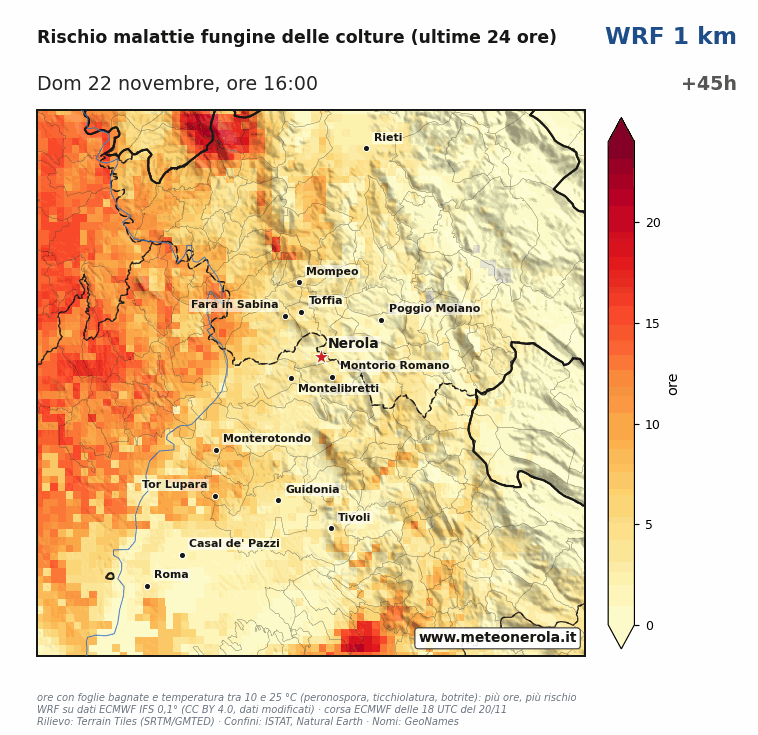 Rischio malattie fungine delle colture (ultime 24 ore)
WRF 1 km
Dom 22 novembre, ore 16:00
+45h
Rieti
Mompeo
Fara in Sabina
Toffia
Poggio Moiano
Nerola
Montorio Romano
Montelibretti
Monterotondo
Tor Lupara
Guidonia
Tivoli
Casal de' Pazzi
Roma
www.meteonerola.it
20
15
10
5
0
ore
ore con foglie bagnate e temperatura tra 10 e 25 °C (peronospora, ticchiolatura, botrite): più ore, più rischio
WRF su dati ECMWF IFS 0,1° (CC BY 4.0, dati modificati) · corsa ECMWF delle 18 UTC del 20/11
Rilievo: Terrain Tiles (SRTM/GMTED) · Confini: ISTAT, Natural Earth · Nomi: GeoNames